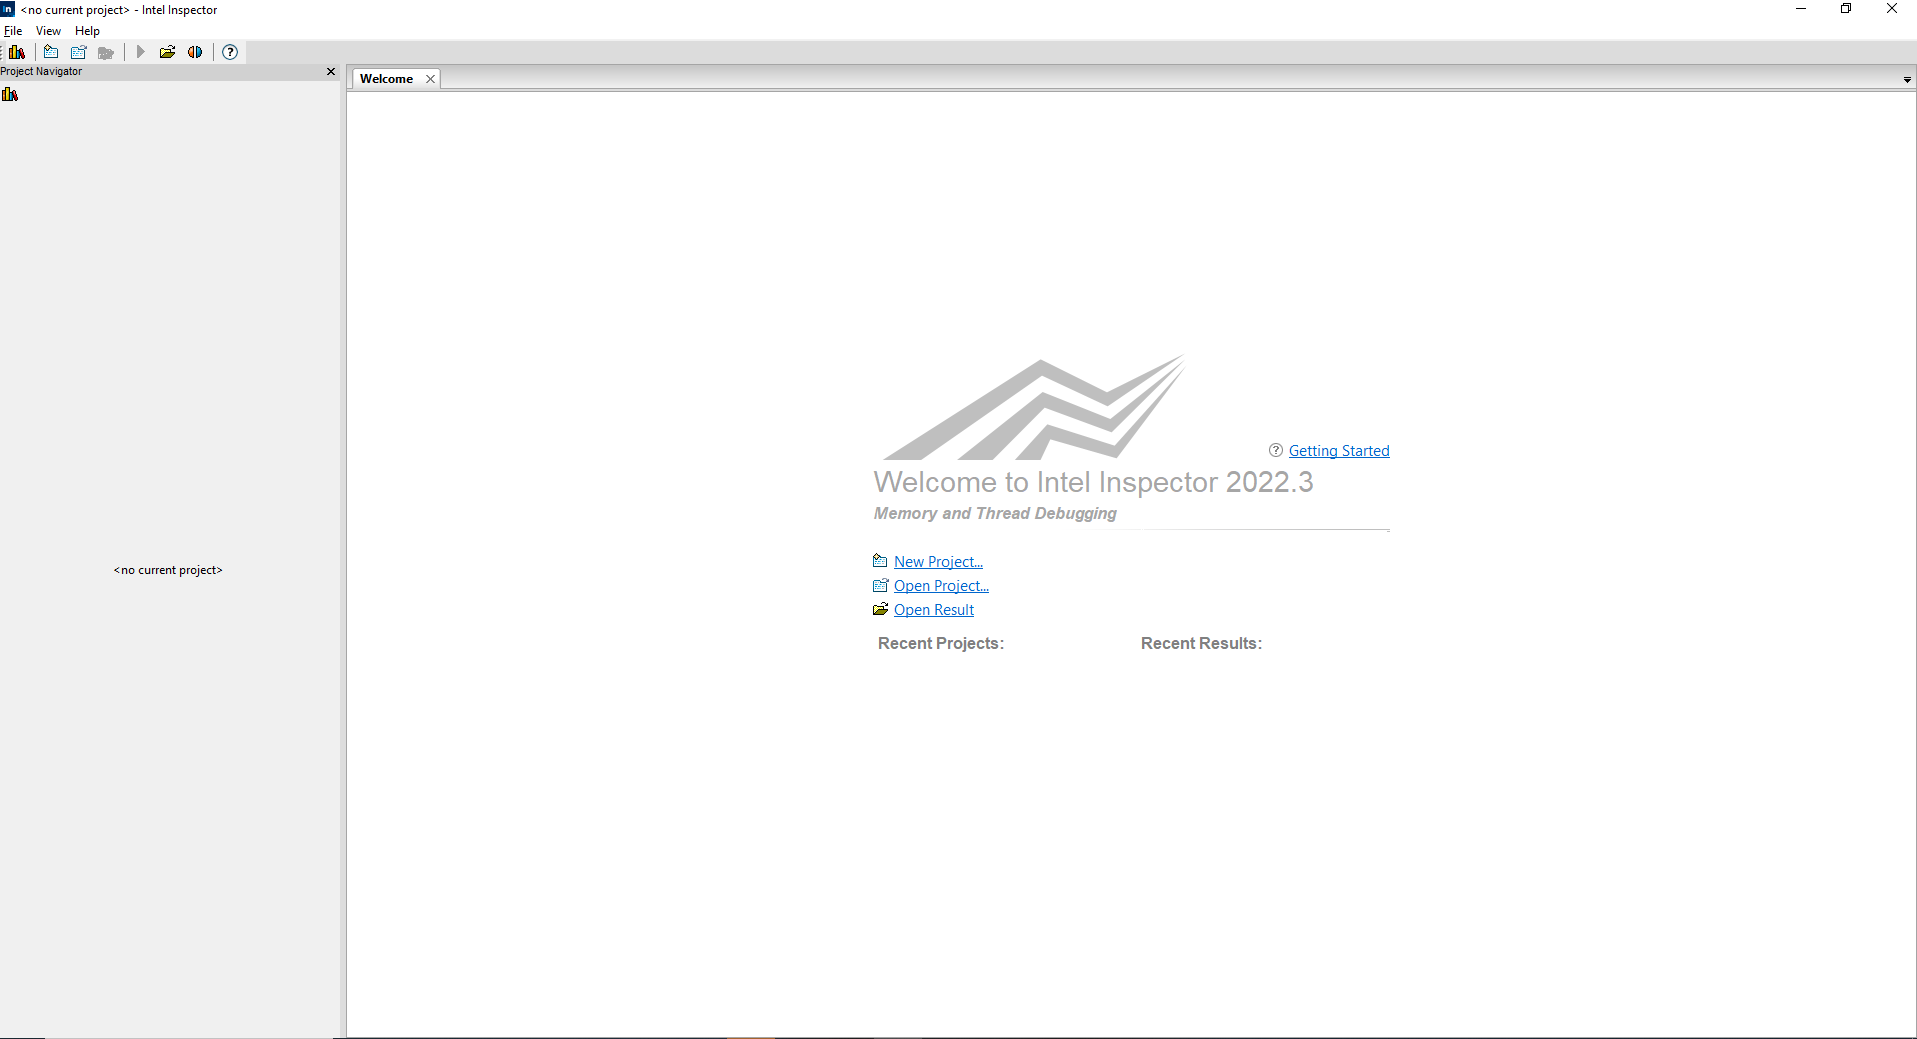 in <no current project> - Intel Inspector
File View Help
?
Project Navigator
Welcome
? Getting Started
Welcome to Intel Inspector 2022.3
Memory and Thread Debugging
<no current project>
New Project...
Open Project...
Open Result
Recent Projects: Recent Results: